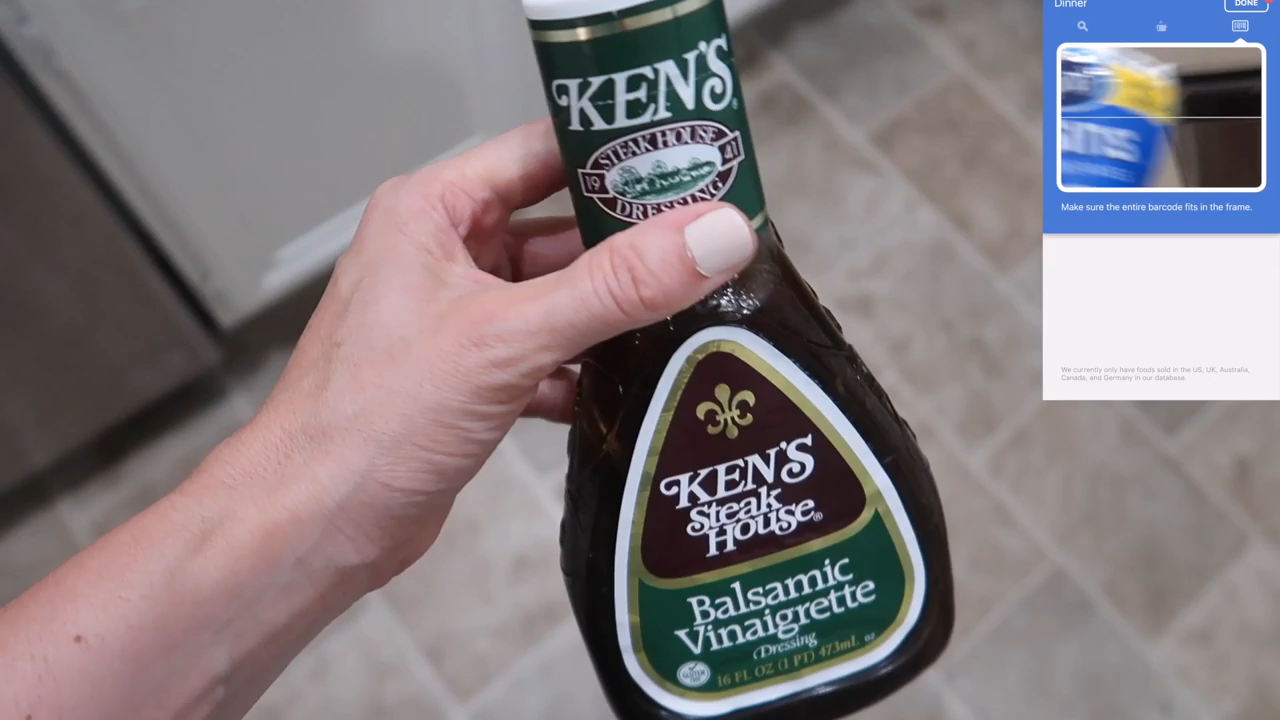 KEN'S
STEAK HOUSE
19 41
DRESSING
KEN'S
Steak
House
Balsamic
Vinaigrette
Dressing
16 FL OZ (1 PT) 473mL
Dinner
DONE
Make sure the entire barcode fits in the frame.
We currently only have foods sold in the US, UK, Australia,
Canada, and Germany in our database.